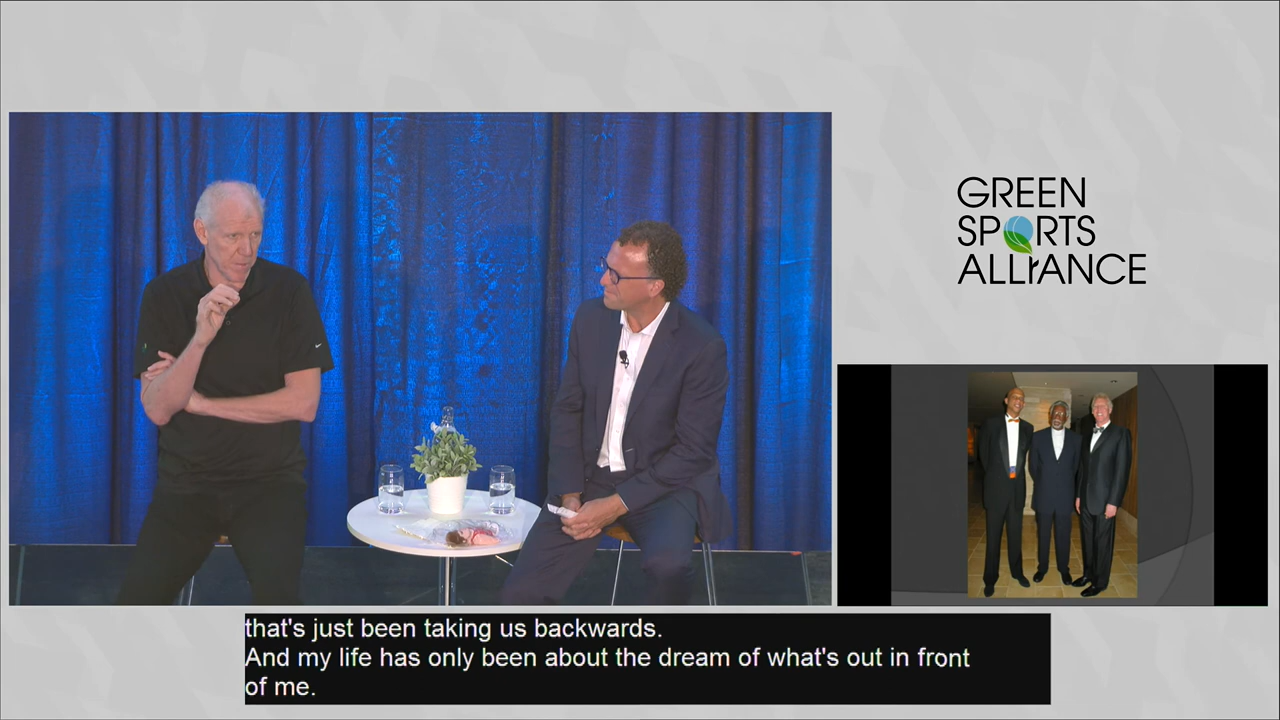 GREEN
SPORTS
ALLIANCE
that's just been taking us backwards.
And my life has only been about the dream of what's out in front
of me.